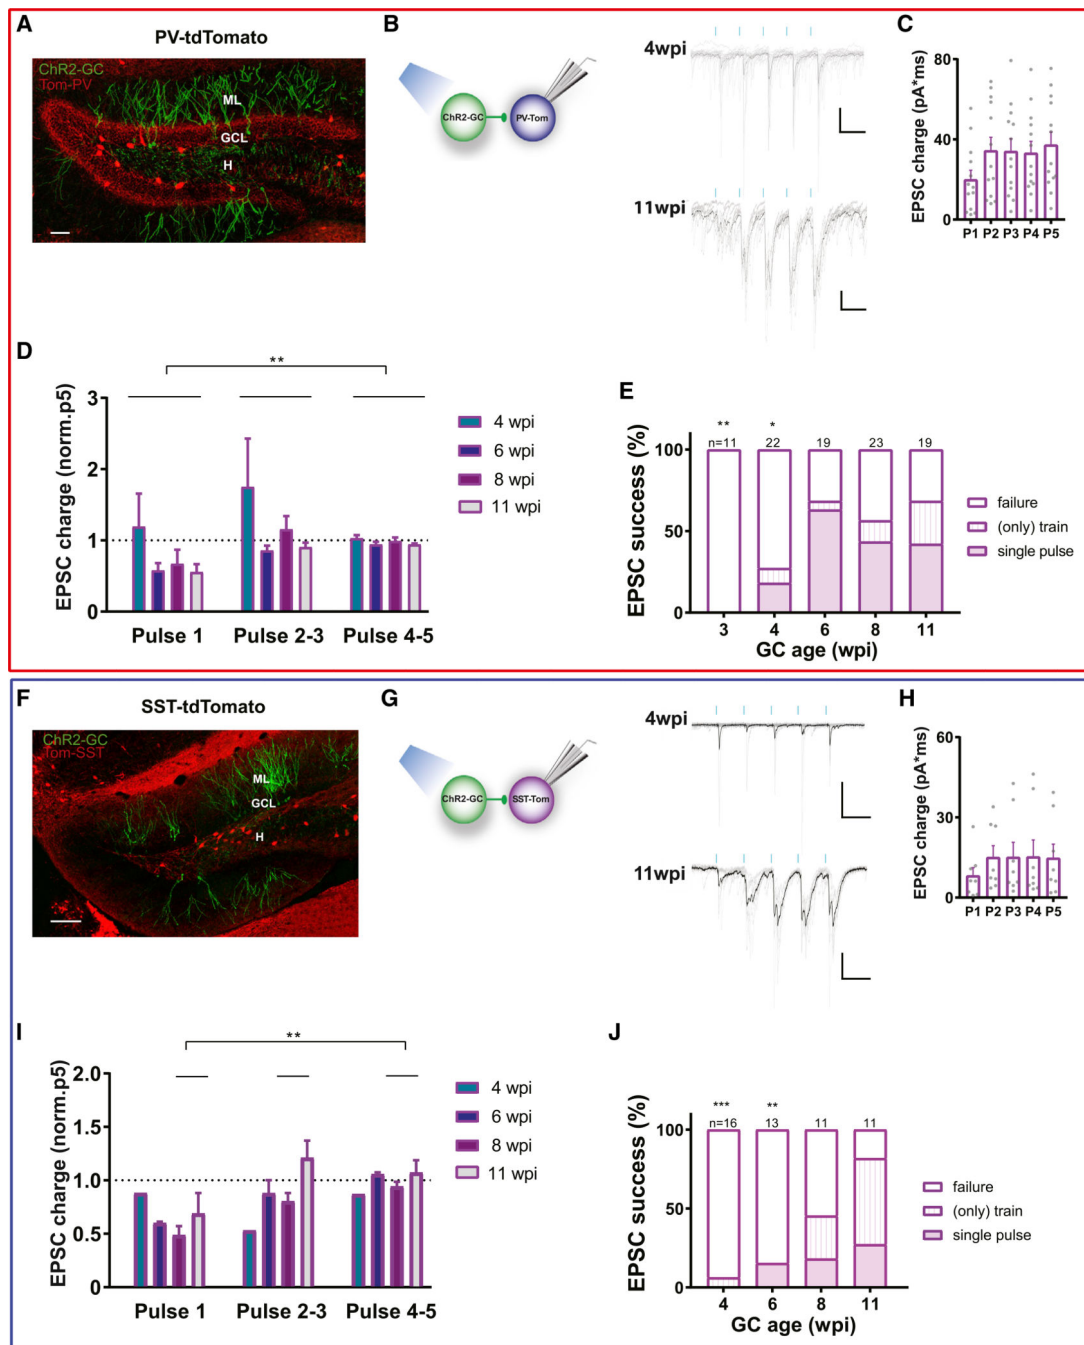 A
PV-tdTomato
ChR2-GC
Tom-PV
ML
GCL
H
B
ChR2-GC
PV-Tom
4wpi
11wpi
C
EPSC charge (pA*ms)
80
40
0
P1 P2 P3 P4 P5
D
**
EPSC charge (norm.p5)
3
2
1
0
Pulse 1 Pulse 2-3 Pulse 4-5
4 wpi
6 wpi
8 wpi
11 wpi
E
EPSC success (%)
** *
n=11 22 19 23 19
100
50
0
3 4 6 8 11
GC age (wpi)
failure
(only) train
single pulse
F
SST-tdTomato
ChR2-GC
Tom-SST
ML
GCL
H
G
ChR2-GC
SST-Tom
4wpi
11wpi
H
EPSC charge (pA*ms)
60
30
0
P1 P2 P3 P4 P5
I
**
EPSC charge (norm.p5)
2.0
1.5
1.0
0.5
0
Pulse 1 Pulse 2-3 Pulse 4-5
4 wpi
6 wpi
8 wpi
11 wpi
J
EPSC success (%)
*** **
n=16 13 11 11
100
50
0
4 6 8 11
GC age (wpi)
failure
(only) train
single pulse